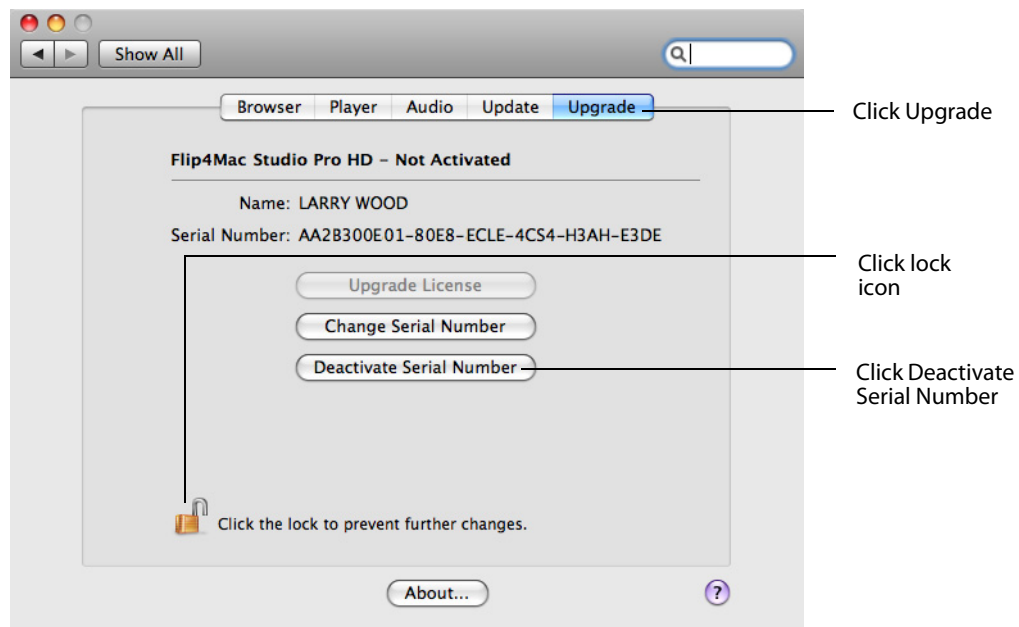 Show All
Browser Player Audio Update Upgrade
Click Upgrade
Flip4Mac Studio Pro HD – Not Activated
Name: LARRY WOOD
Serial Number: AA2B300E01-80E8-ECLE-4CS4-H3AH-E3DE
Click lock
icon
Upgrade License
Change Serial Number
Deactivate Serial Number
Click Deactivate
Serial Number
Click the lock to prevent further changes.
About...
?